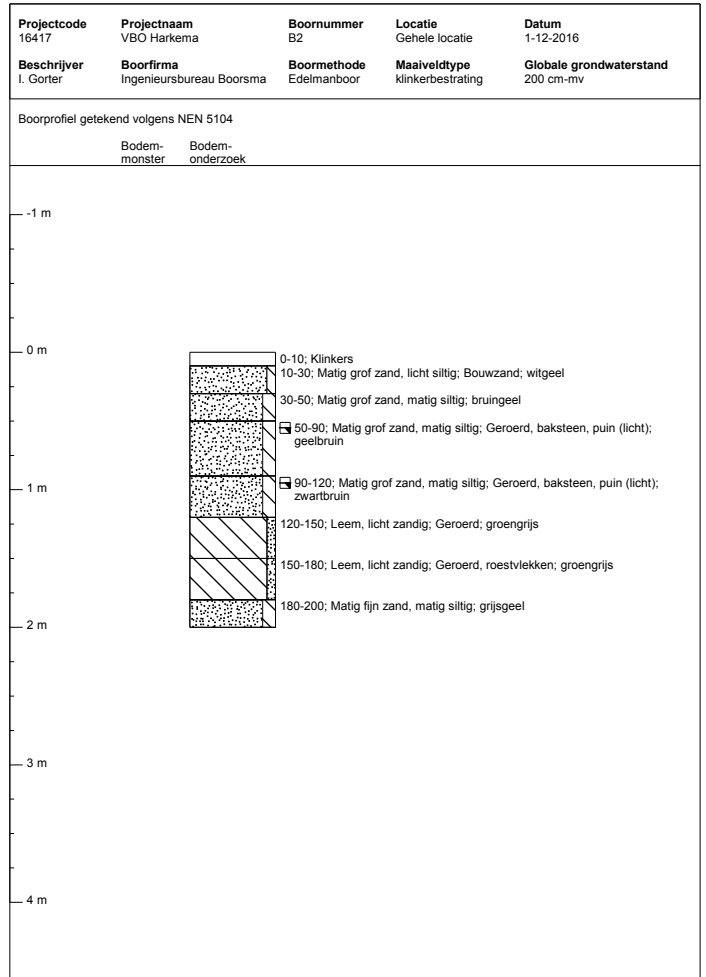 Projectcode Projectnaam Boornummer Locatie Datum
16417 VBO Harkema B2 Gehele locatie 1-12-2016
Beschrijver Boorfirma Boormethode Maaiveldtype Globale grondwaterstand
I. Gorter Ingenieursbureau Boorsma Edelmanboor klinkerbestrating 200 cm-mv
Boorprofiel getekend volgens NEN 5104
Bodem- Bodem-
monster onderzoek
-1 m
0 m
0-10; Klinkers
10-30; Matig grof zand, licht siltig; Bouwzand; witgeel
30-50; Matig grof zand, matig siltig; bruingeel
50-90; Matig grof zand, matig siltig; Geroerd, baksteen, puin (licht);
geelbruin
90-120; Matig grof zand, matig siltig; Geroerd, baksteen, puin (licht);
zwartbruin
1 m
120-150; Leem, licht zandig; Geroerd; groengrijs
150-180; Leem, licht zandig; Geroerd, roestvlekken; groengrijs
180-200; Matig fijn zand, matig siltig; grijsgeel
2 m
3 m
4 m